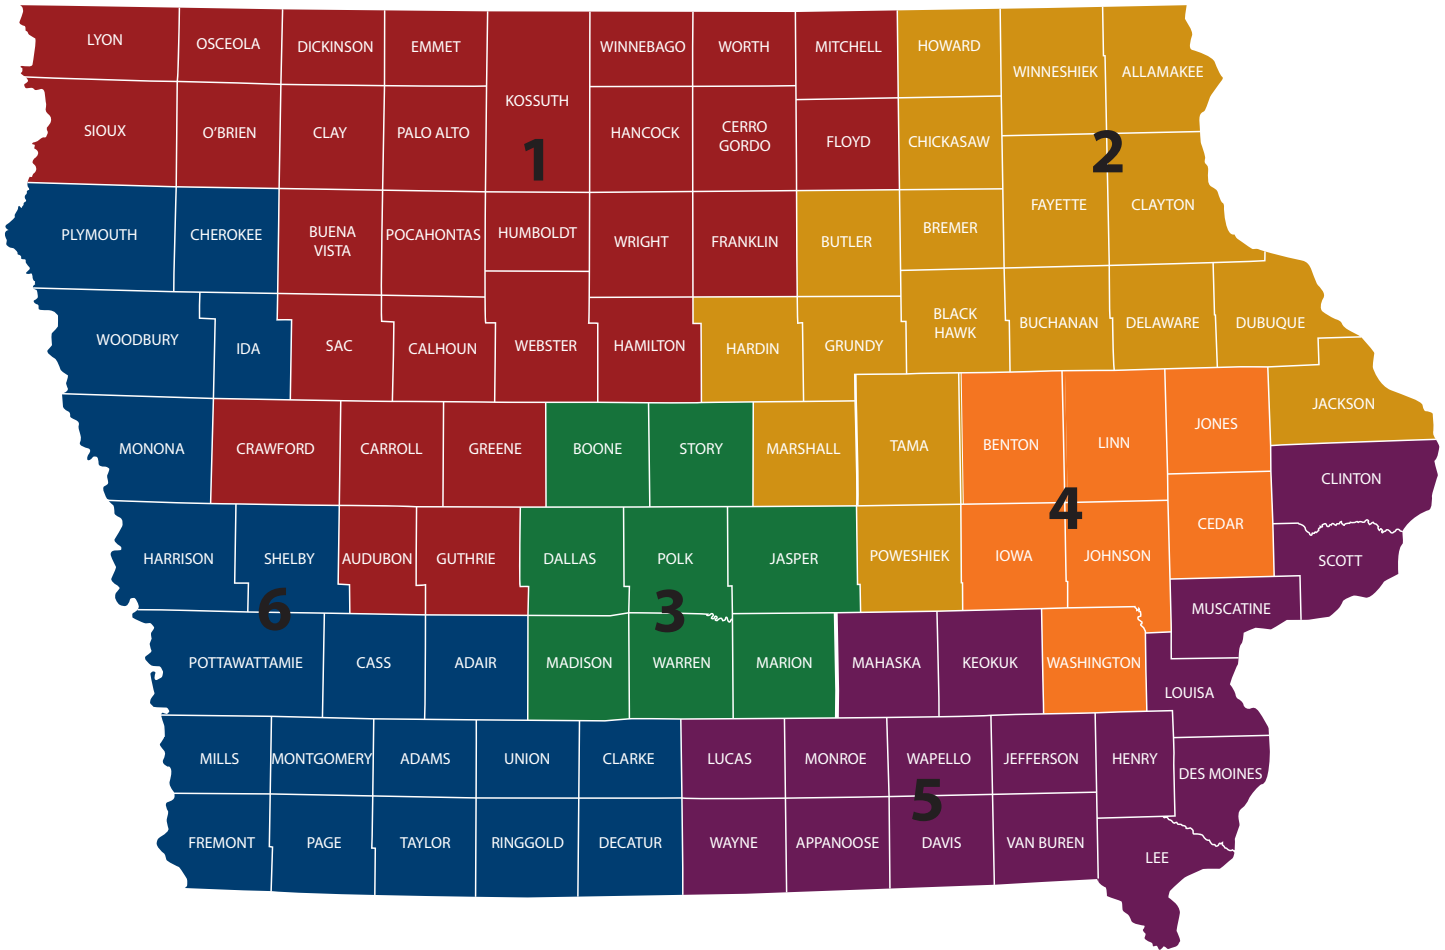 LYON
OSCEOLA
DICKINSON
EMMET
KOSSUTH
WINNEBAGO
WORTH
MITCHELL
HOWARD
WINNESHIEK
ALLAMAKEE
SIOUX
O'BRIEN
CLAY
PALO ALTO
HANCOCK
CERRO
GORDO
FLOYD
CHICKASAW
1
2
PLYMOUTH
CHEROKEE
BUENA
VISTA
POCAHONTAS
HUMBOLDT
WRIGHT
FRANKLIN
BUTLER
BREMER
FAYETTE
CLAYTON
WOODBURY
IDA
SAC
CALHOUN
WEBSTER
HAMILTON
HARDIN
GRUNDY
BLACK
HAWK
BUCHANAN
DELAWARE
DUBUQUE
JACKSON
MONONA
CRAWFORD
CARROLL
GREENE
BOONE
STORY
MARSHALL
TAMA
BENTON
LINN
JONES
CLINTON
4
CEDAR
HARRISON
SHELBY
AUDUBON
GUTHRIE
DALLAS
POLK
JASPER
POWESHIEK
IOWA
JOHNSON
SCOTT
6
3
MUSCATINE
POTTAWATTAMIE
CASS
ADAIR
MADISON
WARREN
MARION
MAHASKA
KEOKUK
WASHINGTON
LOUISA
MILLS
MONTGOMERY
ADAMS
UNION
CLARKE
LUCAS
MONROE
WAPELLO
JEFFERSON
HENRY
DES MOINES
5
FREMONT
PAGE
TAYLOR
RINGGOLD
DECATUR
WAYNE
APPANOOSE
DAVIS
VAN BUREN
LEE